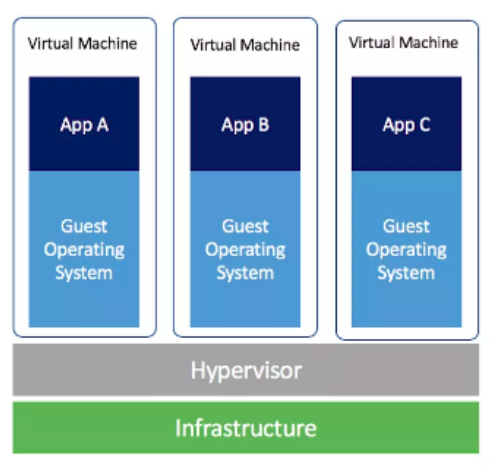 Virtual Machine
Virtual Machine
Virtual Machine
App A
App B
App C
Guest
Operating
System
Guest
Operating
System
Guest
Operating
System
Hypervisor
Infrastructure